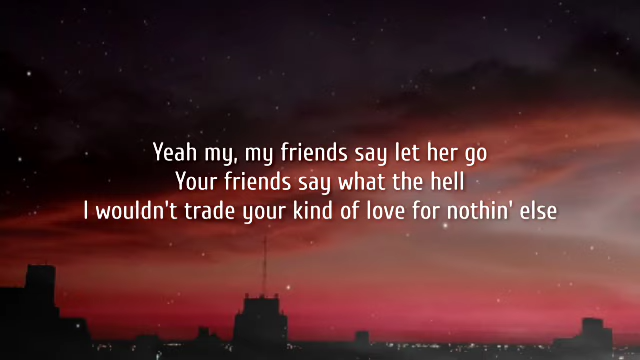 Yeah my, my friends say let her go
Your friends say what the hell
I wouldn't trade your kind of love for nothin' else